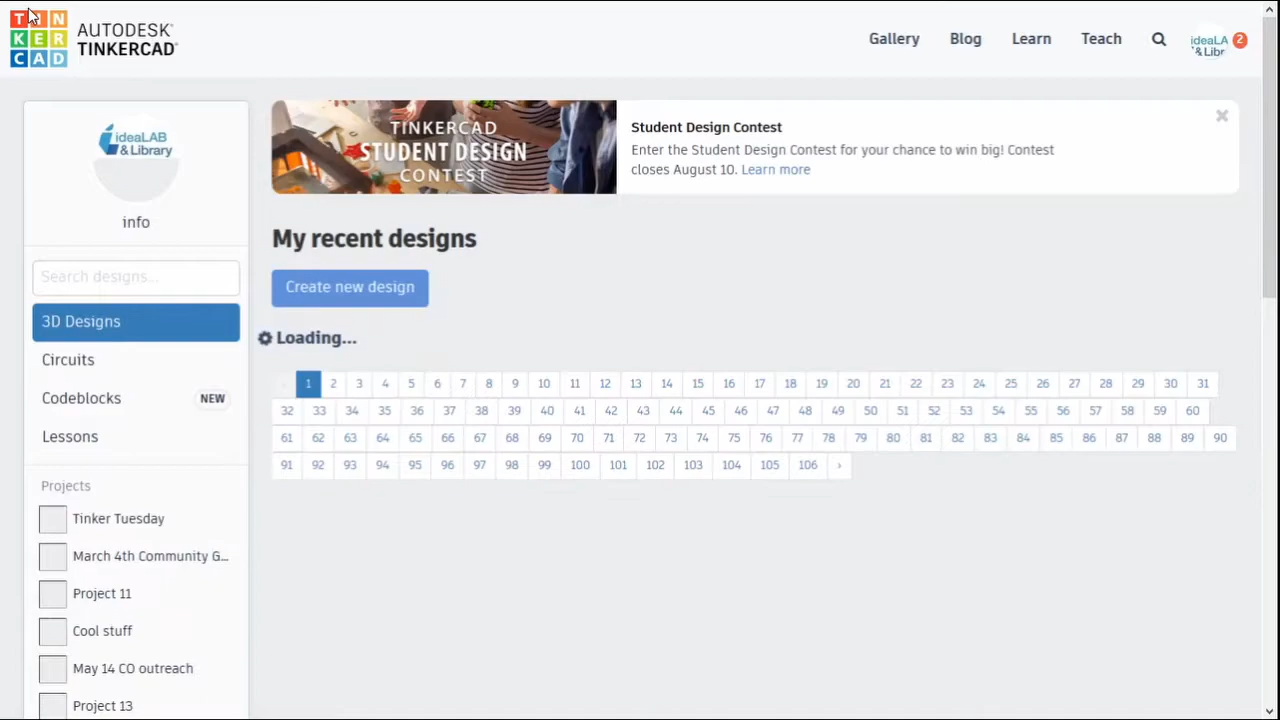 TIN
KER
CAD
AUTODESK®
TINKERCAD®
Gallery
Blog
Learn
Teach
ideaLA
& Libr
2
ideaLAB
& Library
info
Search designs...
3D Designs
Circuits
Codeblocks NEW
Lessons
Projects
Tinker Tuesday
March 4th Community G...
Project 11
Cool stuff
May 14 CO outreach
Project 13
TINKERCAD
STUDENT DESIGN
CONTEST
Student Design Contest
Enter the Student Design Contest for your chance to win big! Contest
closes August 10. Learn more
×
My recent designs
Create new design
Loading...
‹ 1 2 3 4 5 6 7 8 9 10 11 12 13 14 15 16 17 18 19 20 21 22 23 24 25 26 27 28 29 30 31
32 33 34 35 36 37 38 39 40 41 42 43 44 45 46 47 48 49 50 51 52 53 54 55 56 57 58 59 60
61 62 63 64 65 66 67 68 69 70 71 72 73 74 75 76 77 78 79 80 81 82 83 84 85 86 87 88 89 90
91 92 93 94 95 96 97 98 99 100 101 102 103 104 105 106 ›